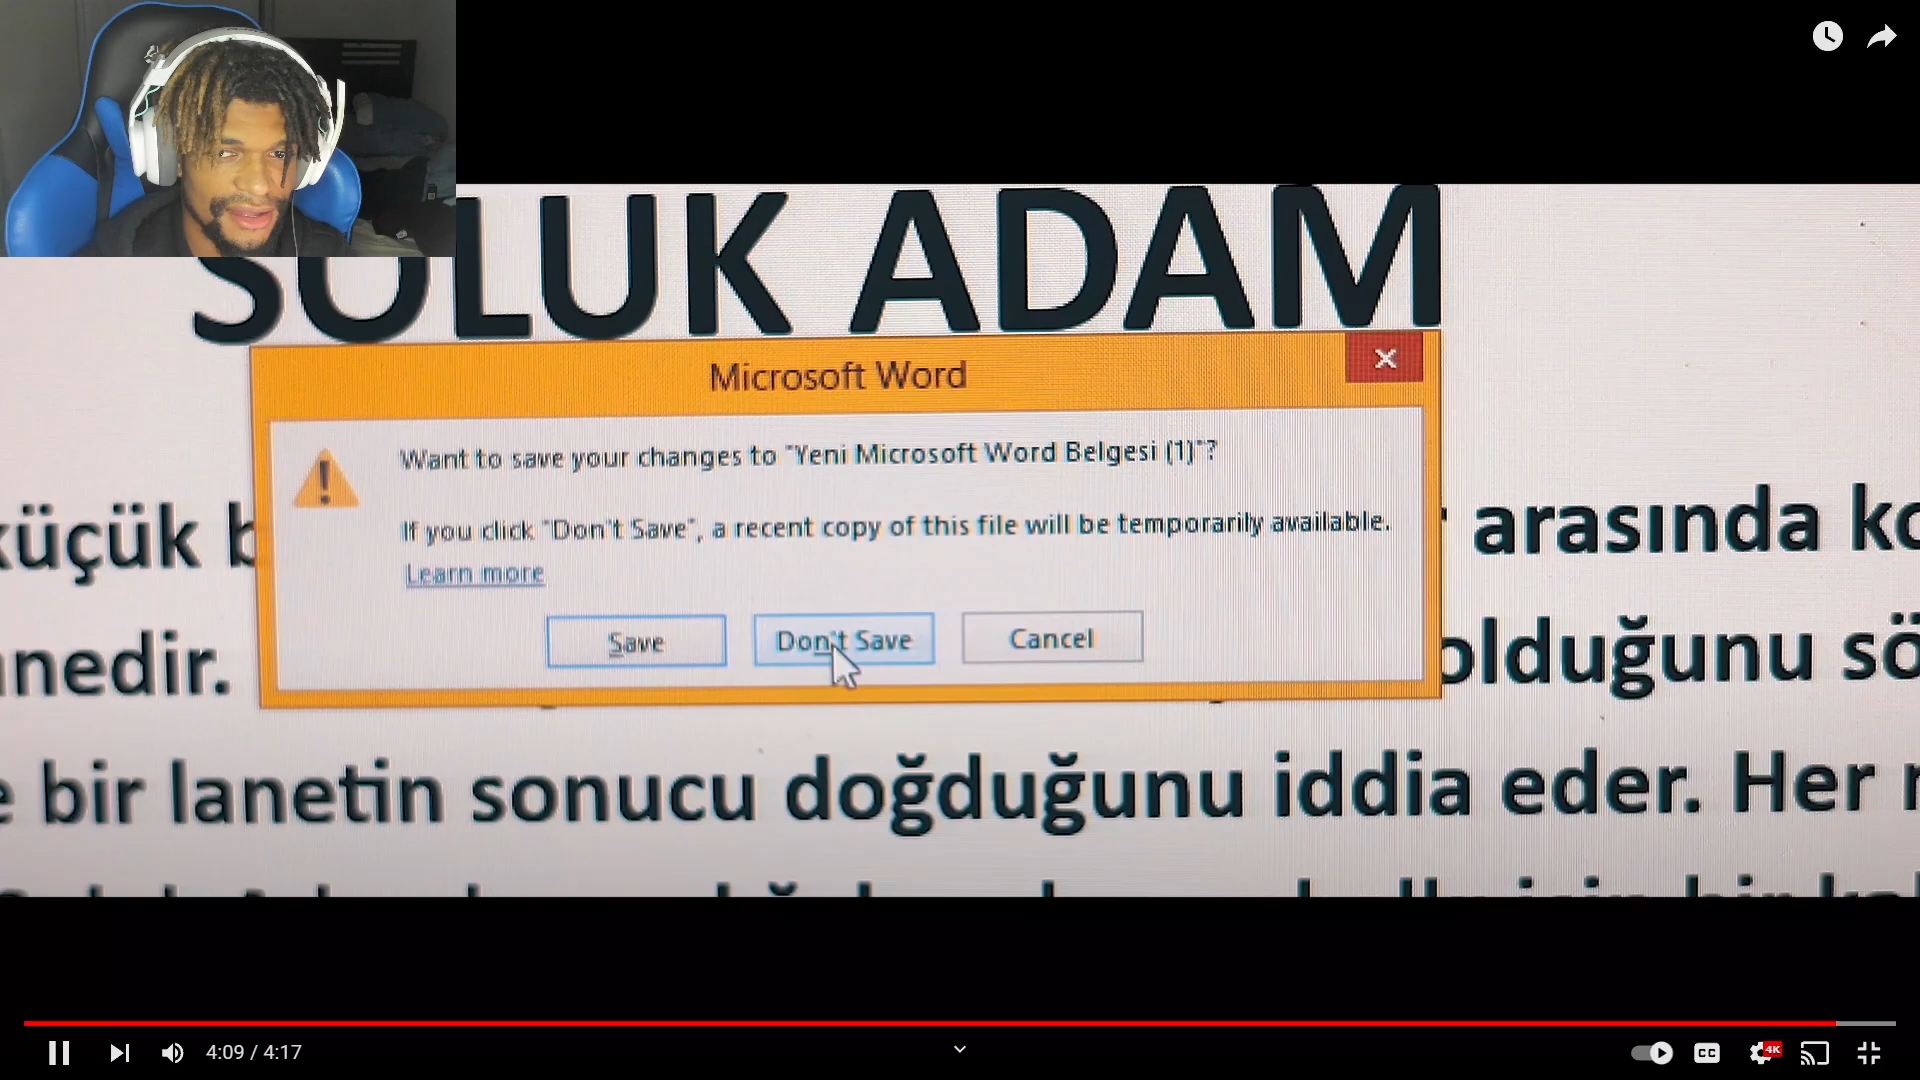 SOLUK ADAM
Microsoft Word
Want to save your changes to "Yeni Microsoft Word Belgesi (1)"?
küçük arasında
If you click "Don't Save", a recent copy of this file will be temporarily available.
Learn more
Save Don't Save Cancel
nedir. olduğunu
bir lanetin sonucu doğduğunu iddia eder. Her
4:09 / 4:17
CC
4K